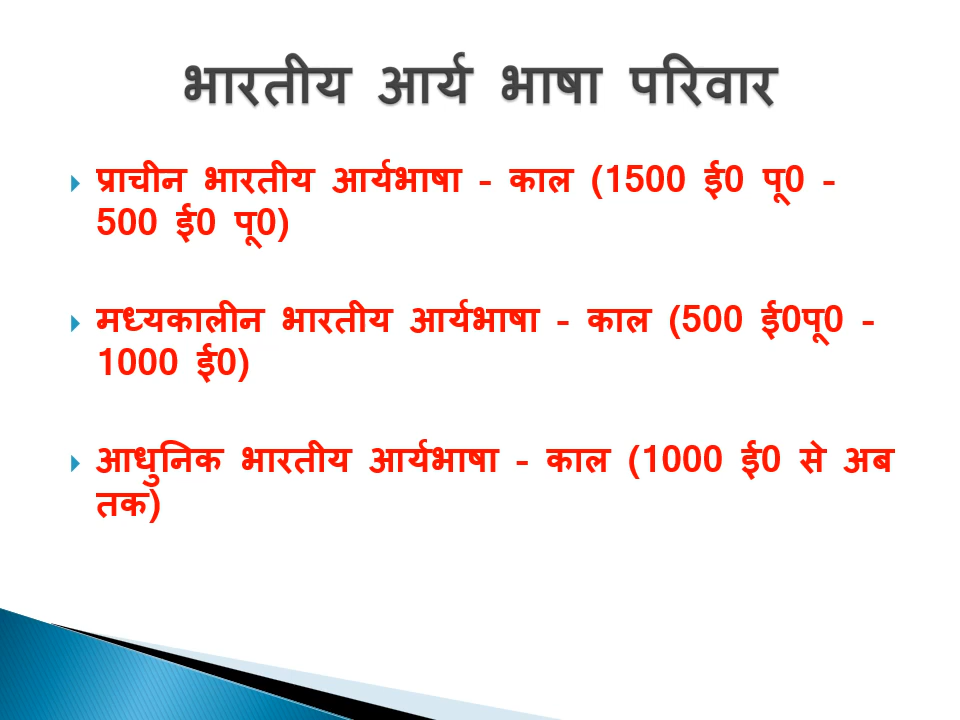 भारतीय आर्य भाषा परिवार
प्राचीन भारतीय आर्यभाषा - काल (1500 ई0 पू0 -
500 ई0 पू0)
मध्यकालीन भारतीय आर्यभाषा - काल (500 ई0पू0 -
1000 ई0)
आधुनिक भारतीय आर्यभाषा - काल (1000 ई0 से अब
तक)